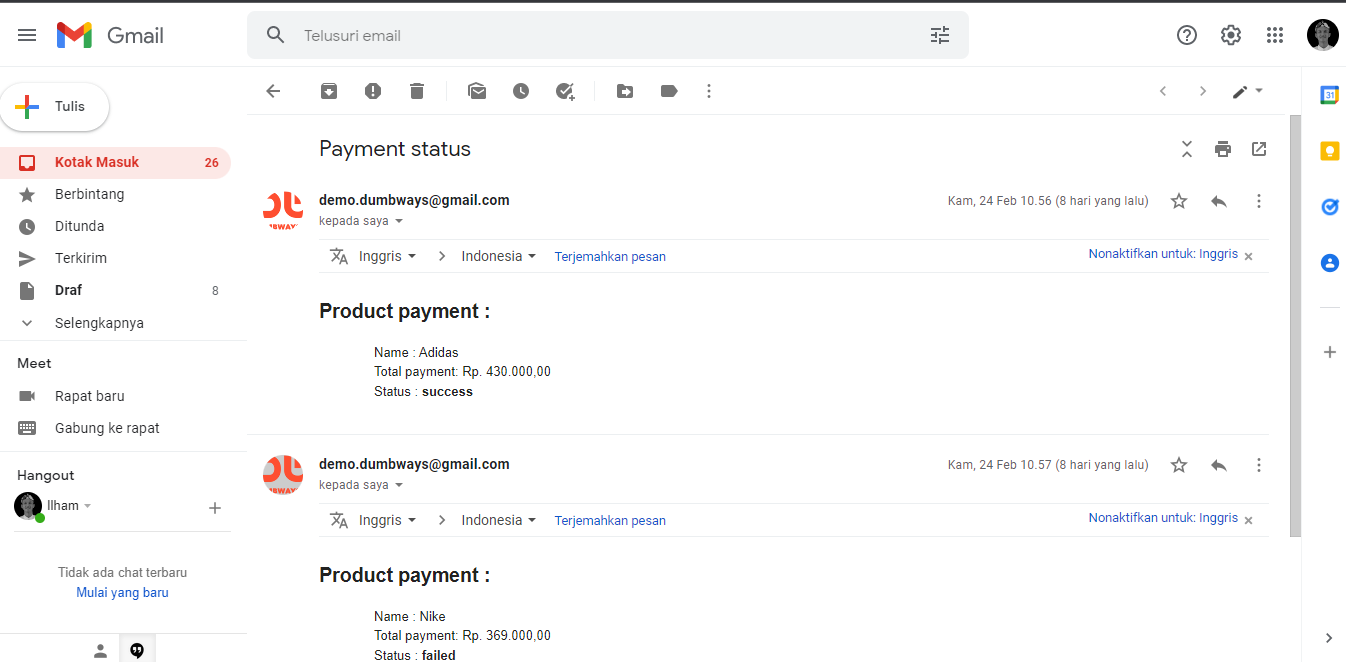 Gmail
Telusuri email
Tulis
Kotak Masuk 26
Berbintang
Ditunda
Terkirim
Draf 8
Selengkapnya
Meet
Rapat baru
Gabung ke rapat
Hangout
Ilham
Tidak ada chat terbaru
Mulai yang baru
Payment status
demo.dumbways@gmail.com Kam, 24 Feb 10.56 (8 hari yang lalu)
kepada saya
Inggris Indonesia Terjemahkan pesan Nonaktifkan untuk: Inggris
Product payment :
Name : Adidas
Total payment: Rp. 430.000,00
Status : success
demo.dumbways@gmail.com Kam, 24 Feb 10.57 (8 hari yang lalu)
kepada saya
Inggris Indonesia Terjemahkan pesan Nonaktifkan untuk: Inggris
Product payment :
Name : Nike
Total payment: Rp. 369.000,00
Status : failed
31